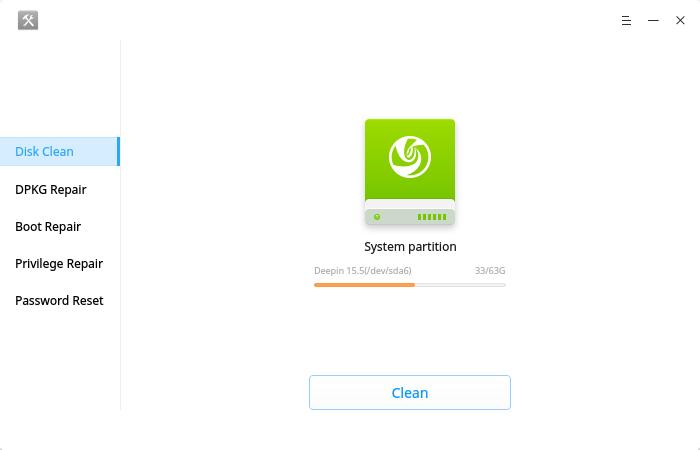 Disk Clean
DPKG Repair
Boot Repair
Privilege Repair
Password Reset
System partition
Deepin 15.5(/dev/sda6) 33/63G
Clean